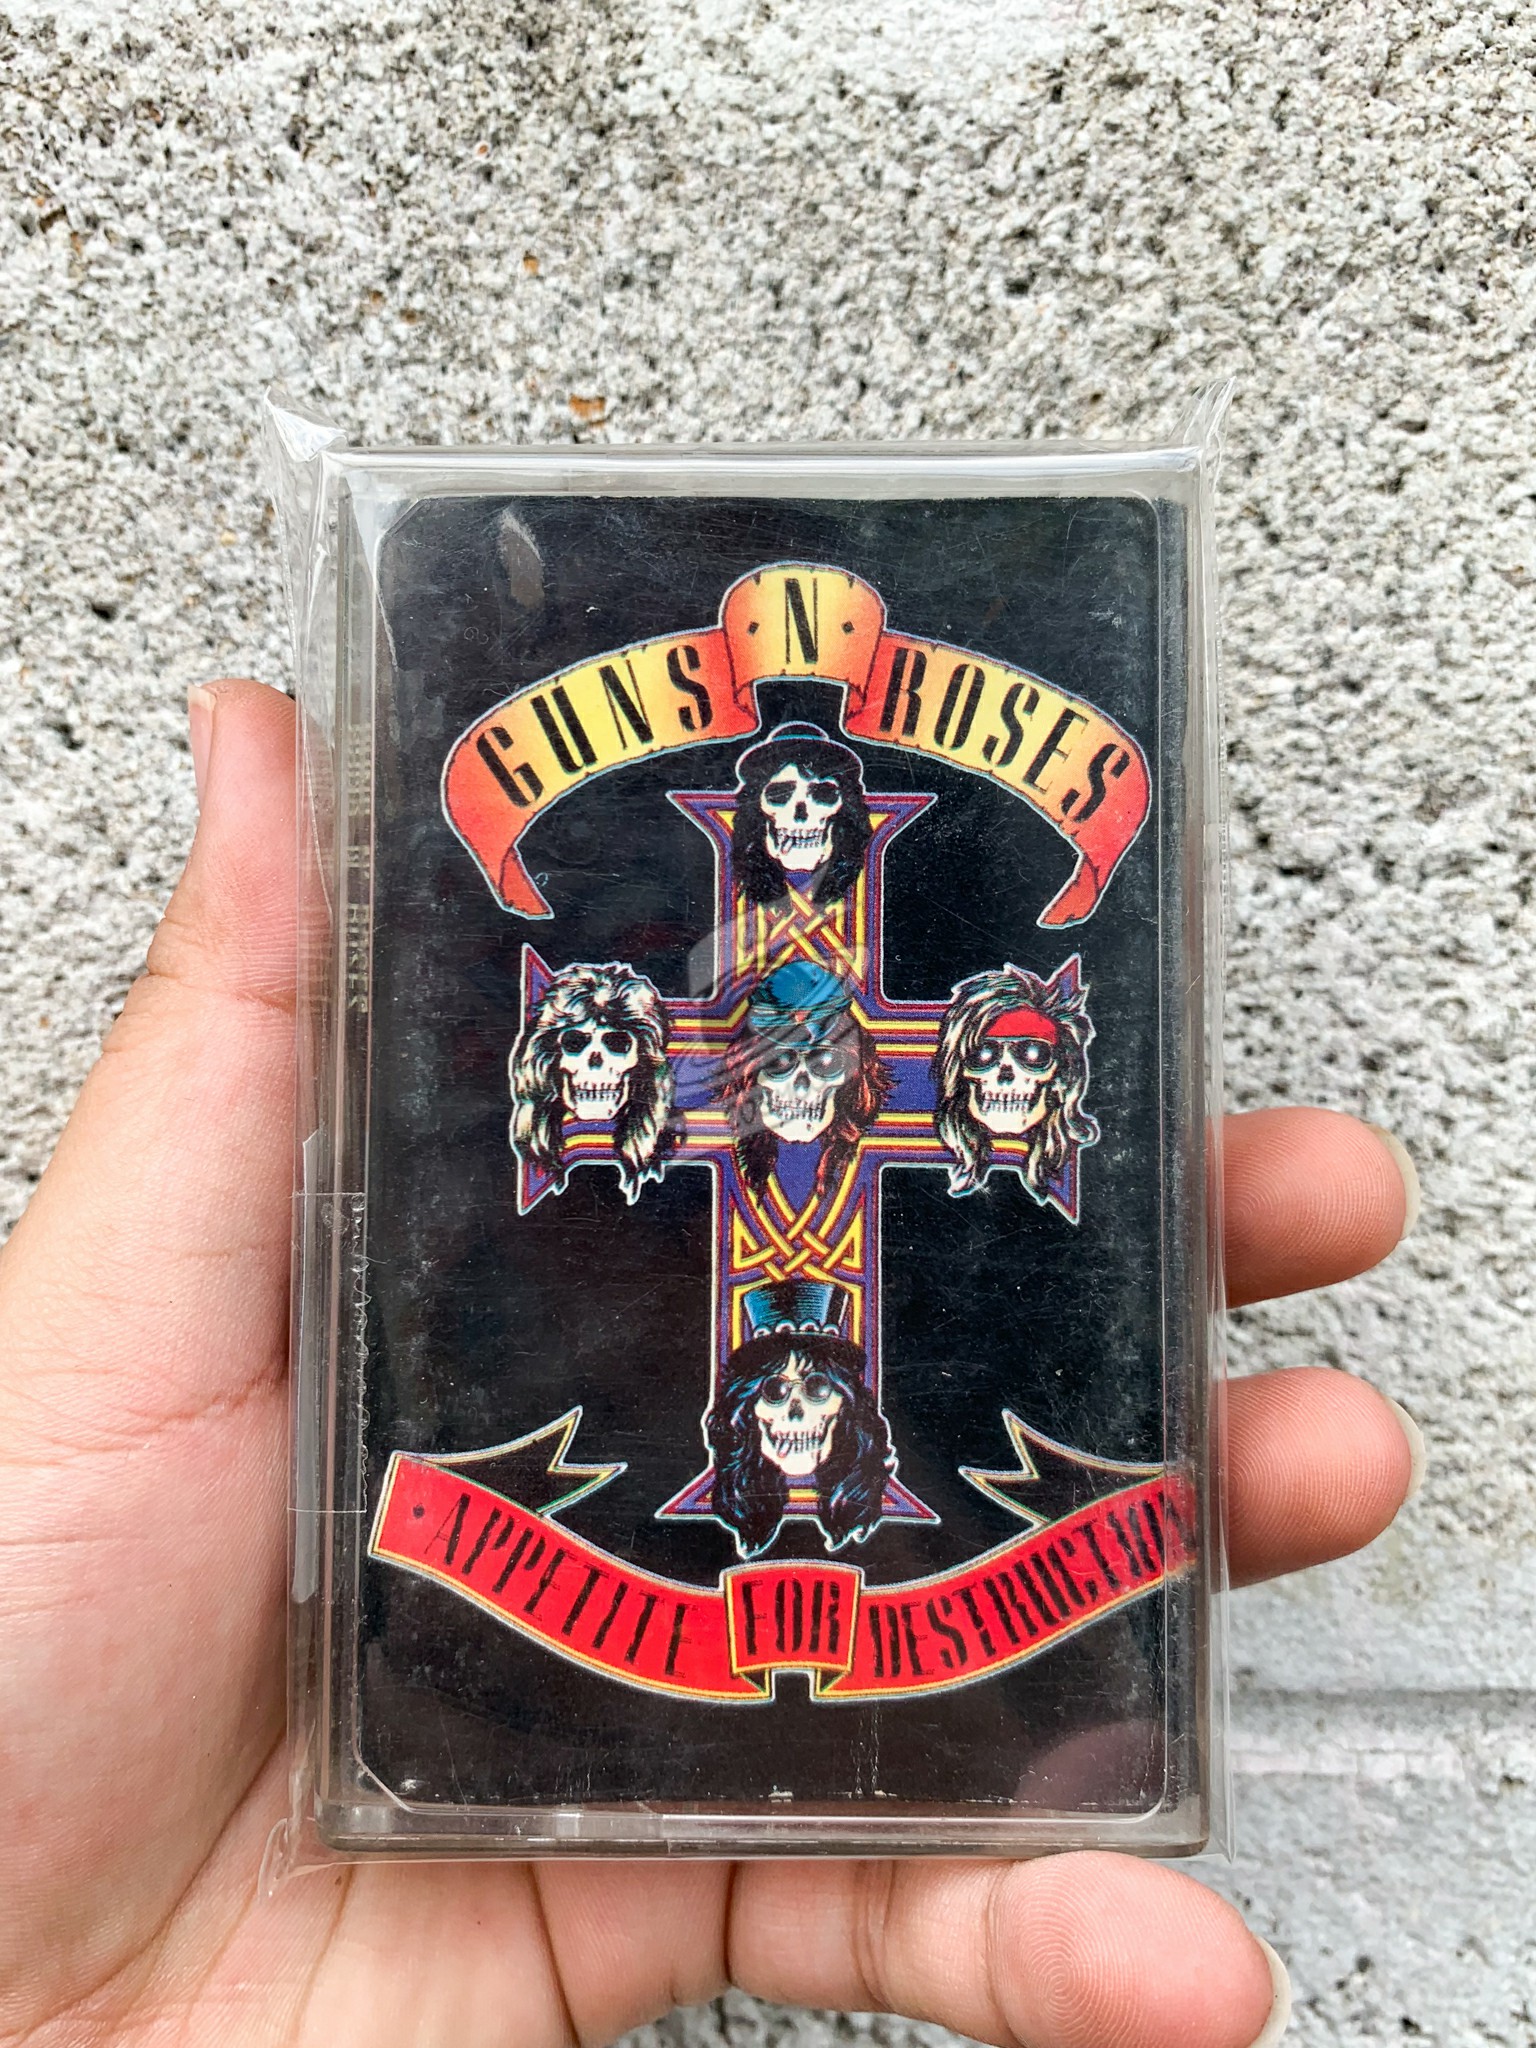 GUNS · N · ROSES
· APPETITE FOR DESTRUCTION